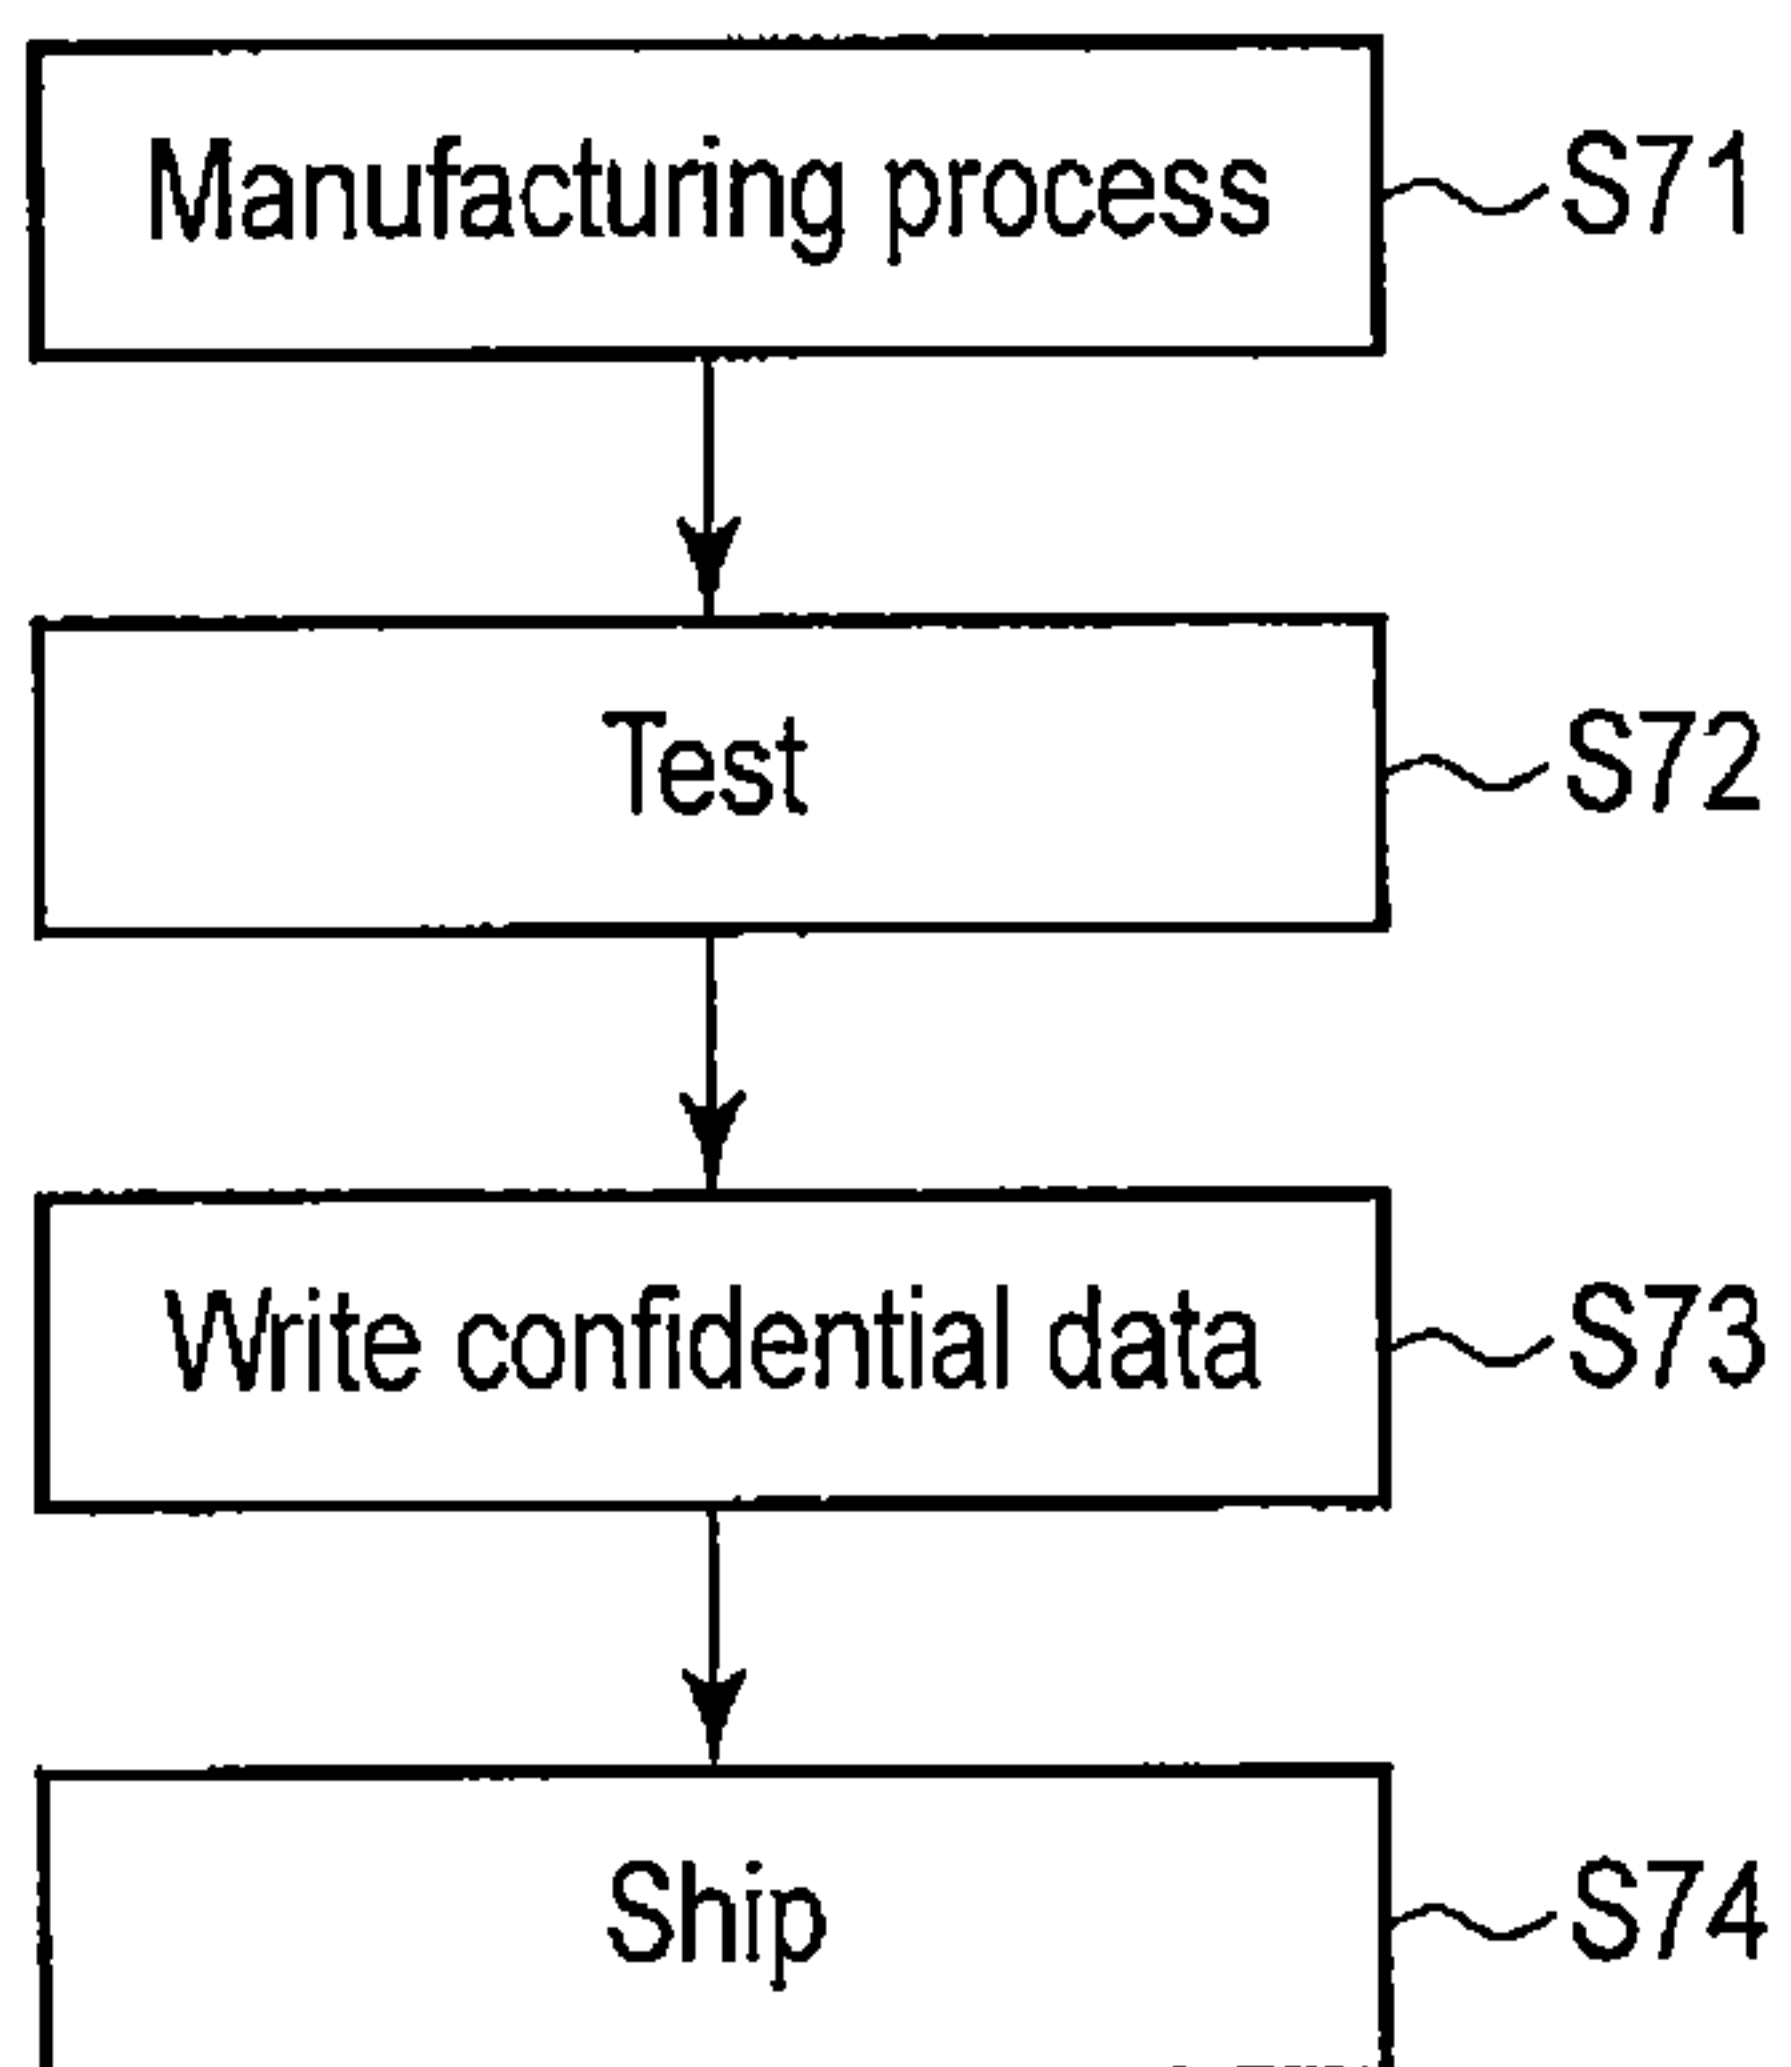 Manufacturing process S71
Test S72
Write confidential data S73
Ship S74